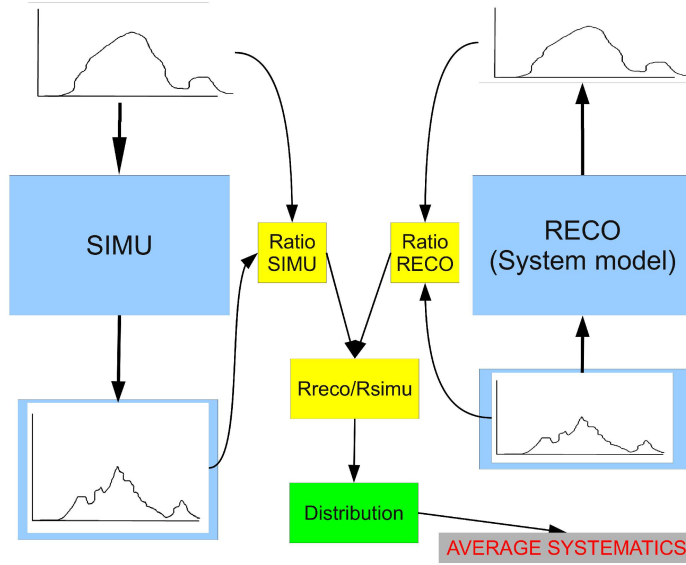 SIMU
Ratio
SIMU
Ratio
RECO
RECO
(System model)
Rreco/Rsimu
Distribution
AVERAGE SYSTEMATICS